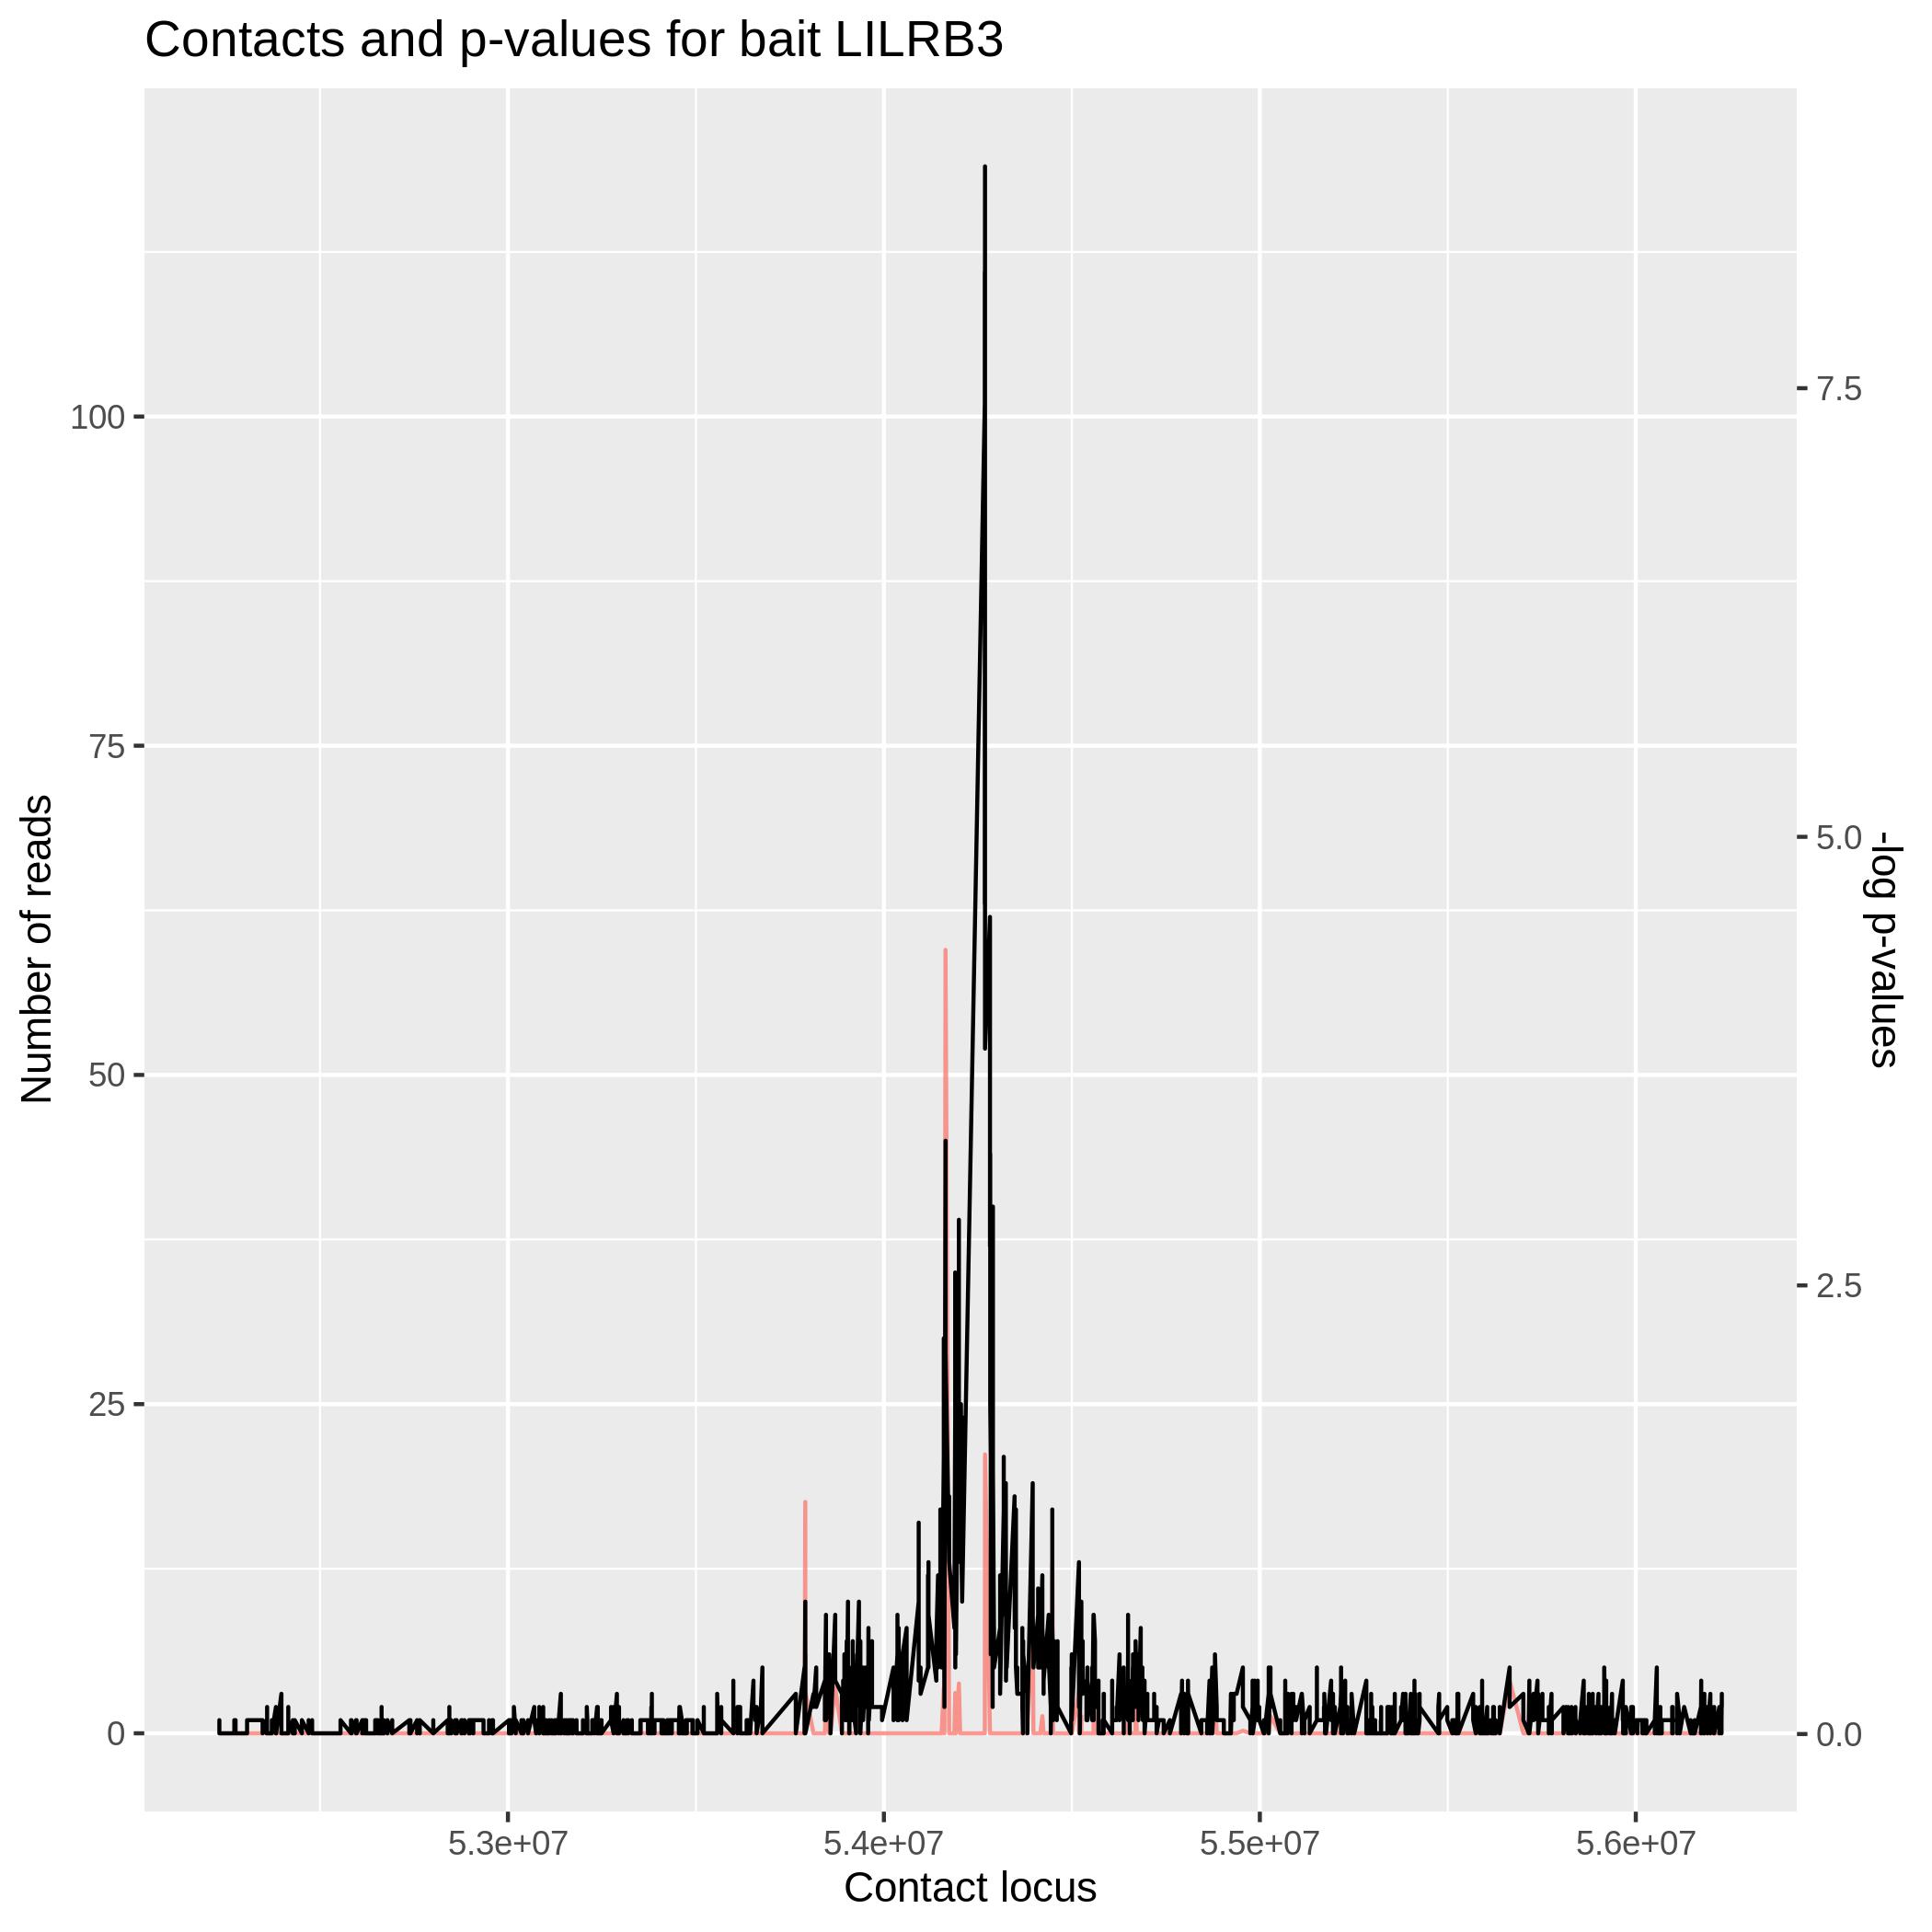 Contacts and p-values for bait LILRB3
Number of reads
100
75
50
25
0
7.5
5.0
2.5
0.0
-log p-values
5.3e+07
5.4e+07
5.5e+07
5.6e+07
Contact locus